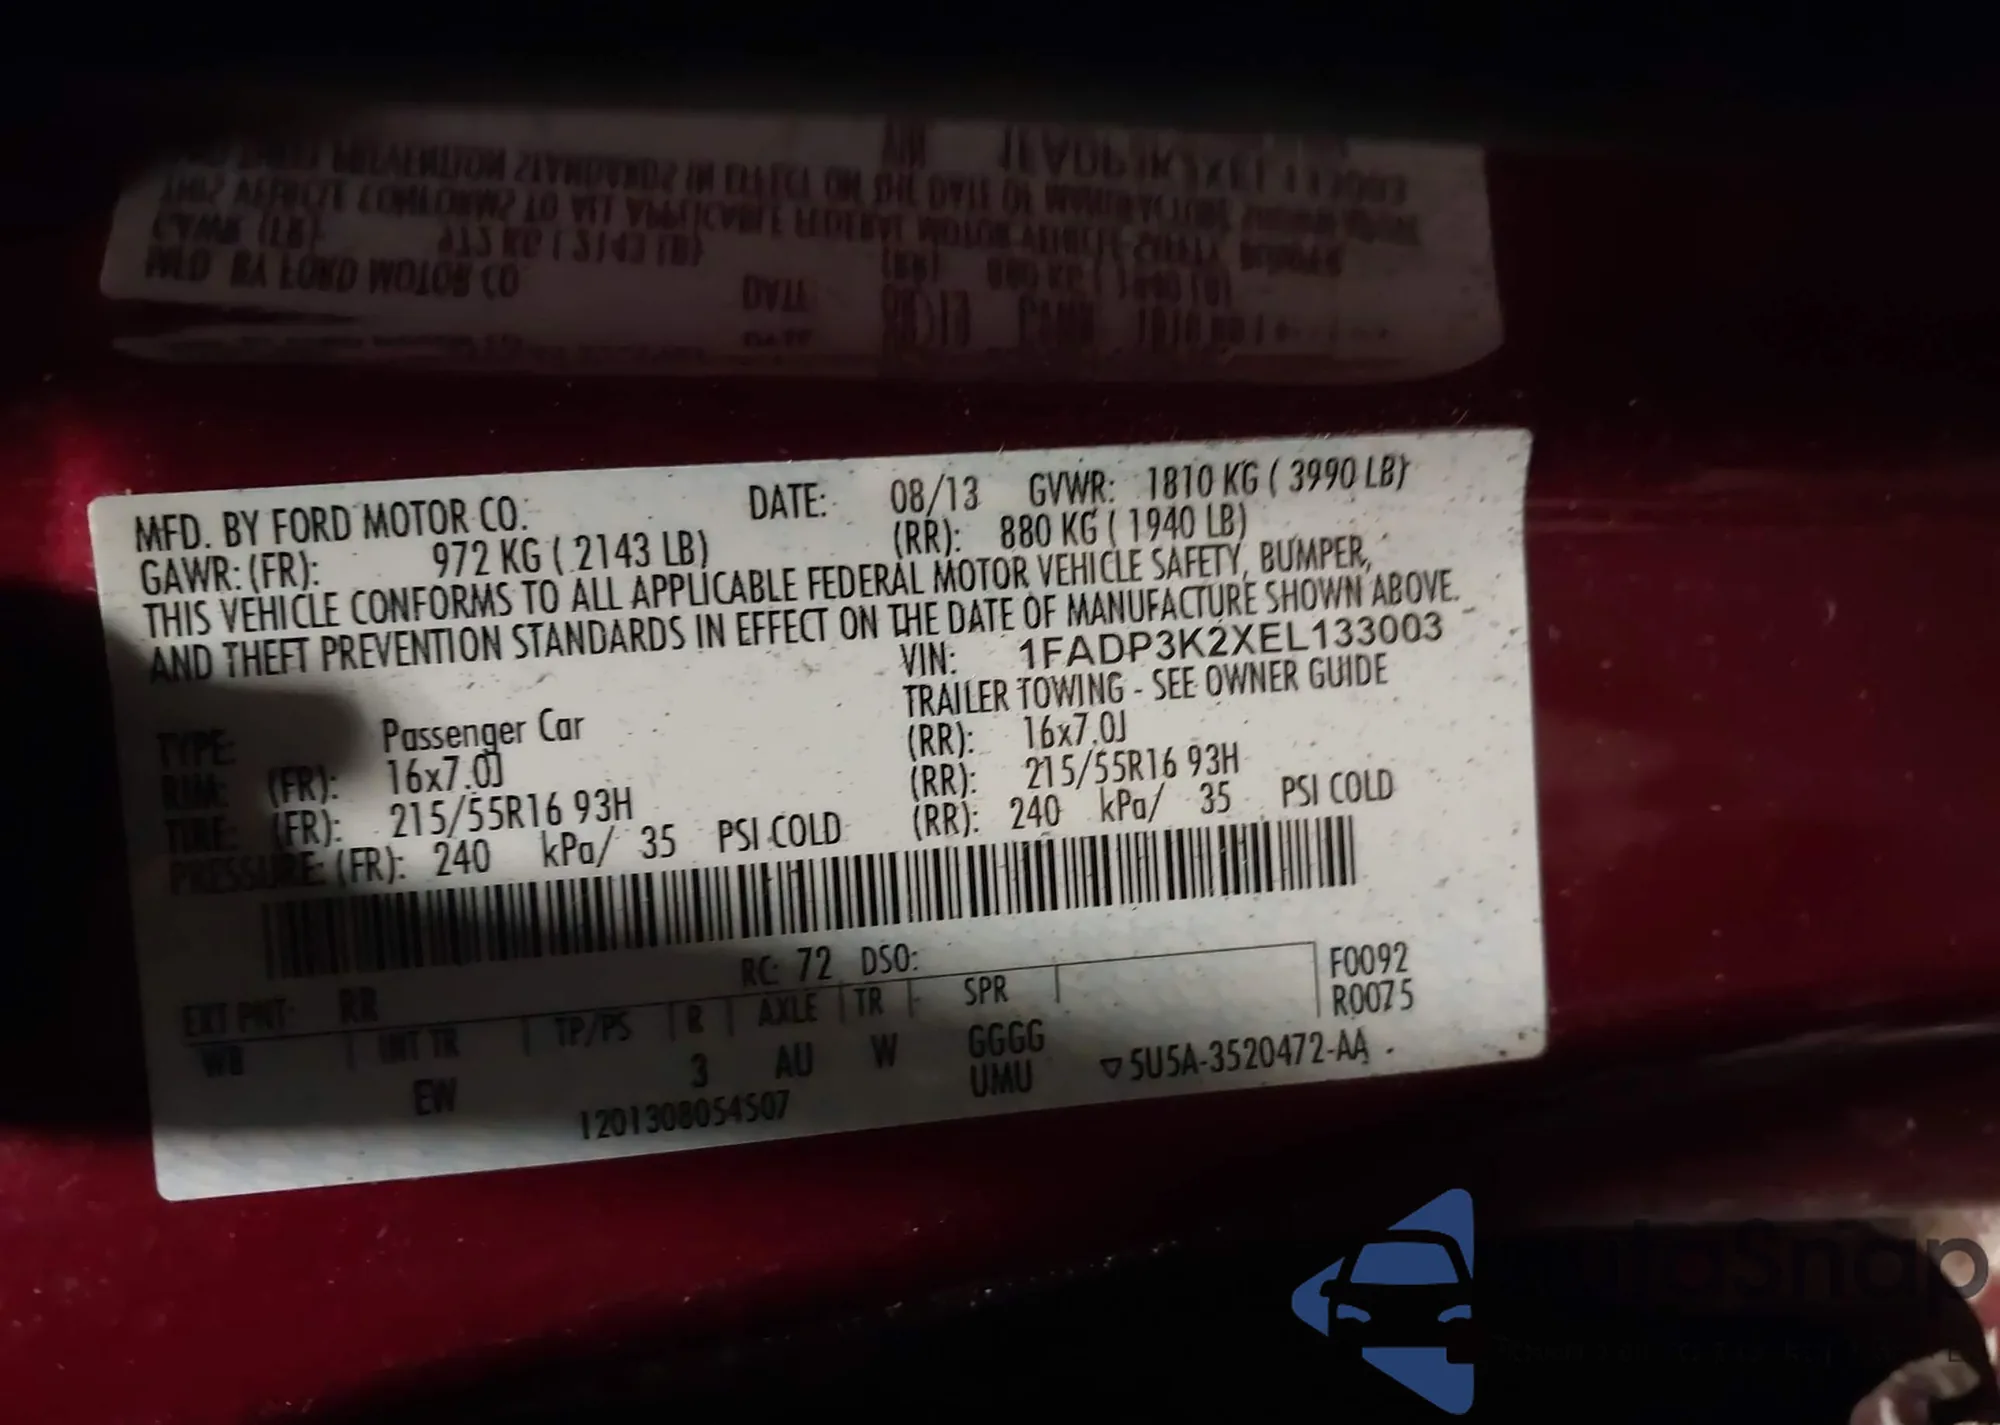 MFD. BY FORD MOTOR CO. DATE: 08/13 GVWR: 1810 KG ( 3990 LB)
GAWR: (FR): 972 KG ( 2143 LB) (RR): 880 KG ( 1940 LB)
THIS VEHICLE CONFORMS TO ALL APPLICABLE FEDERAL MOTOR VEHICLE SAFETY, BUMPER,
AND THEFT PREVENTION STANDARDS IN EFFECT ON THE DATE OF MANUFACTURE SHOWN ABOVE.
VIN: 1FADP3K2XEL133003
TRAILER TOWING - SEE OWNER GUIDE
TYPE: Passenger Car
RIM: (FR): 16x7.0J (RR): 16x7.0J
TIRE: (FR): 215/55R16 93H (RR): 215/55R16 93H
PRESSURE: (FR): 240 kPa/ 35 PSI COLD (RR): 240 kPa/ 35 PSI COLD
EXT PNT: RR RC: 72 DSO: F0092
WB INT TR TP/PS R AXLE TR SPR R0075
EW 3 AU W GGGG
UMU ▽5U5A-3520472-AA
1201308054507
AutoSnap